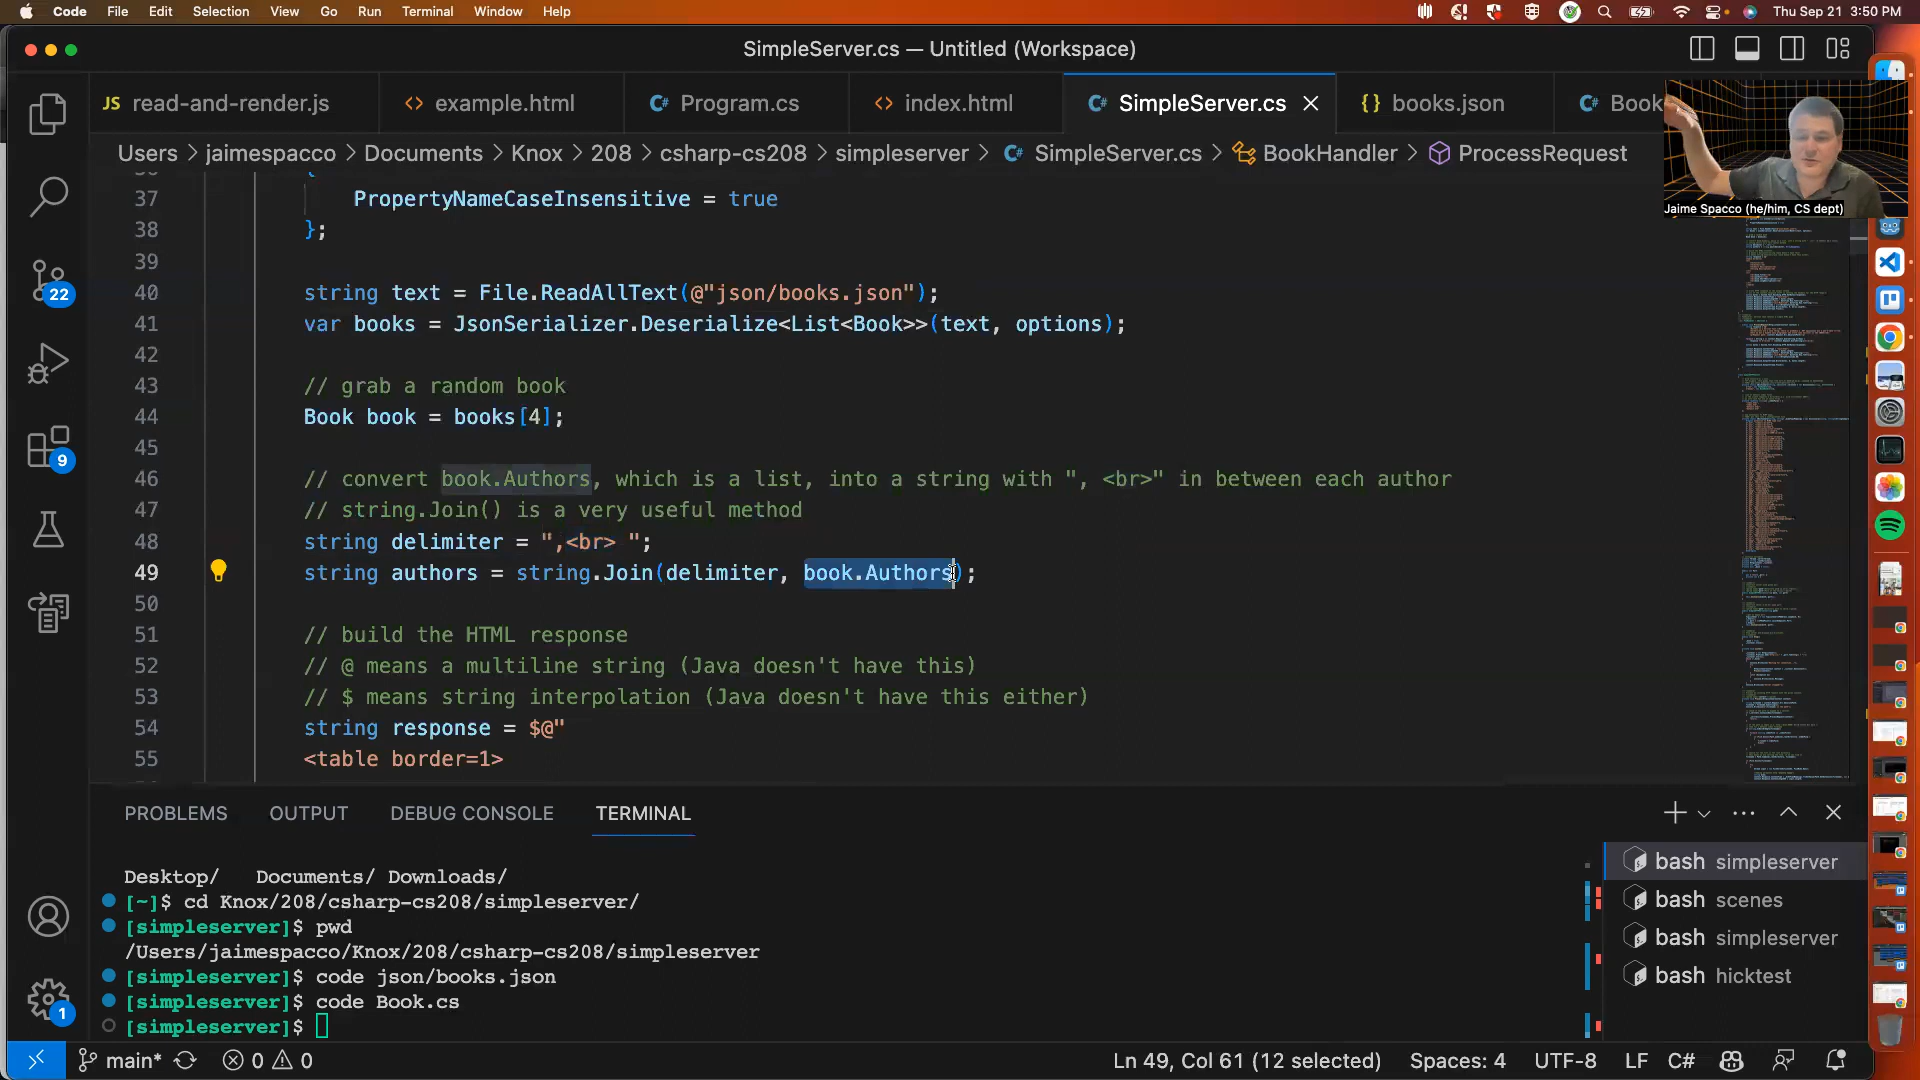 Code File Edit Selection View Go Run Terminal Window Help
Thu Sep 21 3:50 PM
SimpleServer.cs — Untitled (Workspace)
JS read-and-render.js
<> example.html
C# Program.cs
<> index.html
C# SimpleServer.cs
{} books.json
C# Book
Users > jaimespacco > Documents > Knox > 208 > csharp-cs208 > simpleserver > C# SimpleServer.cs > BookHandler > ProcessRequest
Jaime Spacco (he/him, CS dept)
36 {
37 PropertyNameCaseInsensitive = true
38 };
39
40 string text = File.ReadAllText(@"json/books.json");
41 var books = JsonSerializer.Deserialize<List<Book>>(text, options);
42
43 // grab a random book
44 Book book = books[4];
45
46 // convert book.Authors, which is a list, into a string with ", <br>" in between each author
47 // string.Join() is a very useful method
48 string delimiter = ",<br> ";
49 string authors = string.Join(delimiter, book.Authors);
50
51 // build the HTML response
52 // @ means a multiline string (Java doesn't have this)
53 // $ means string interpolation (Java doesn't have this either)
54 string response = $@"
55 <table border=1>
22
9
1
PROBLEMS OUTPUT DEBUG CONSOLE TERMINAL
Desktop/ Documents/ Downloads/
[~]$ cd Knox/208/csharp-cs208/simpleserver/
[simpleserver]$ pwd
/Users/jaimespacco/Knox/208/csharp-cs208/simpleserver
[simpleserver]$ code json/books.json
[simpleserver]$ code Book.cs
[simpleserver]$
bash simpleserver
bash scenes
bash simpleserver
bash hicktest
main* 0 0
Ln 49, Col 61 (12 selected) Spaces: 4 UTF-8 LF C#